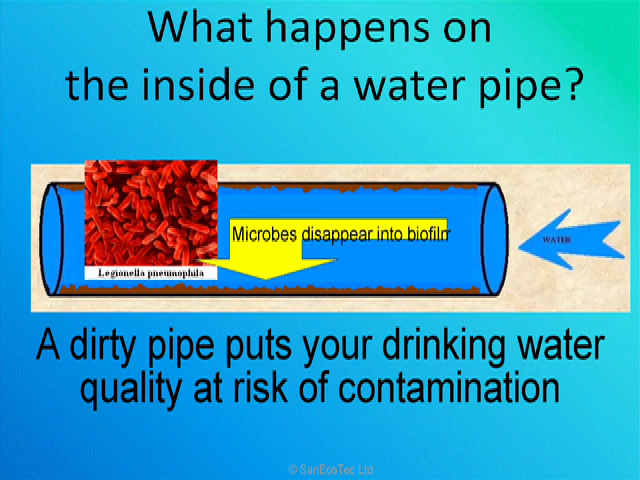 What happens on
the inside of a water pipe?
Microbes disappear into biofilm
WATER
Legionella pneumophila
A dirty pipe puts your drinking water
quality at risk of contamination
© SanEcoTec Ltd